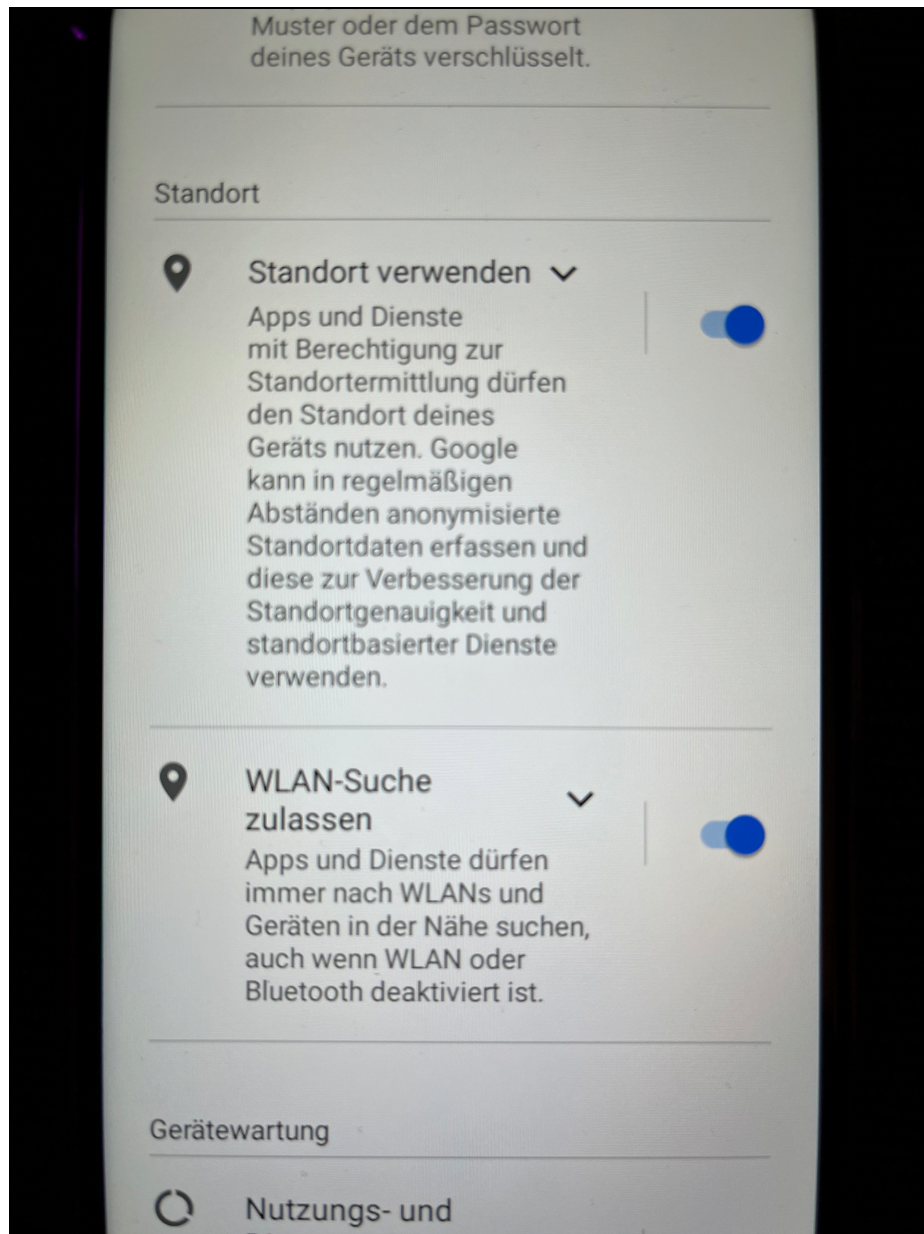 Muster oder dem Passwort
deines Geräts verschlüsselt.
Standort
Standort verwenden
Apps und Dienste
mit Berechtigung zur
Standortermittlung dürfen
den Standort deines
Geräts nutzen. Google
kann in regelmäßigen
Abständen anonymisierte
Standortdaten erfassen und
diese zur Verbesserung der
Standortgenauigkeit und
standortbasierter Dienste
verwenden.
WLAN-Suche
zulassen
Apps und Dienste dürfen
immer nach WLANs und
Geräten in der Nähe suchen,
auch wenn WLAN oder
Bluetooth deaktiviert ist.
Gerätewartung
Nutzungs- und